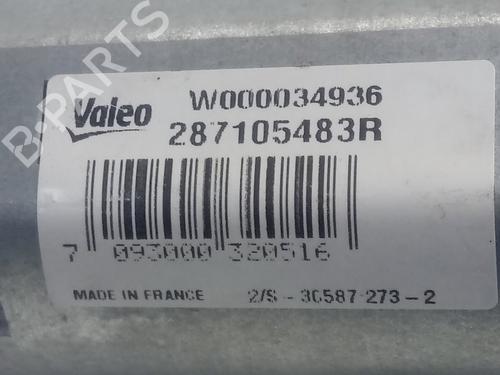 B-PARTS
Valeo
W000034936
287105483R
7 093000 320516
MADE IN FRANCE 2/S - 30587 273 - 2